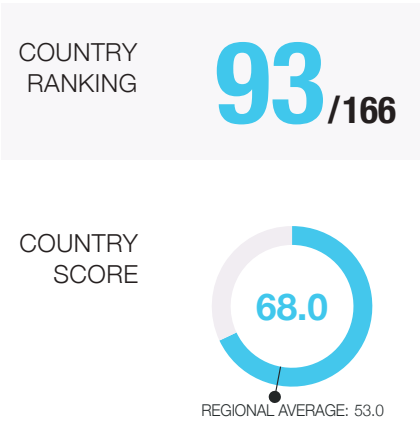 COUNTRY
RANKING
93/166
COUNTRY
SCORE
68.0
REGIONAL AVERAGE: 53.0